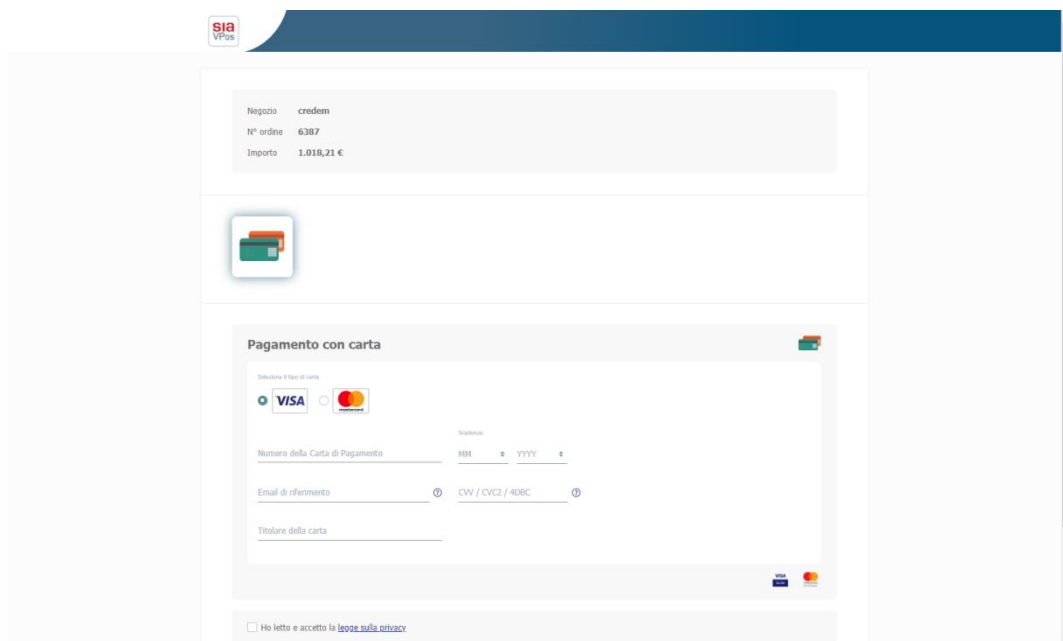 sia
VPos
Negozio credem
N° ordine 6387
Importo 1.018,21 €
Pagamento con carta
Seleziona il tipo di carta
VISA mastercard
Scadenza
Numero della Carta di Pagamento MM YYYY
Email di riferimento ? CVV / CVC2 / 4DBC ?
Titolare della carta
VISA
Ho letto e accetto la legge sulla privacy